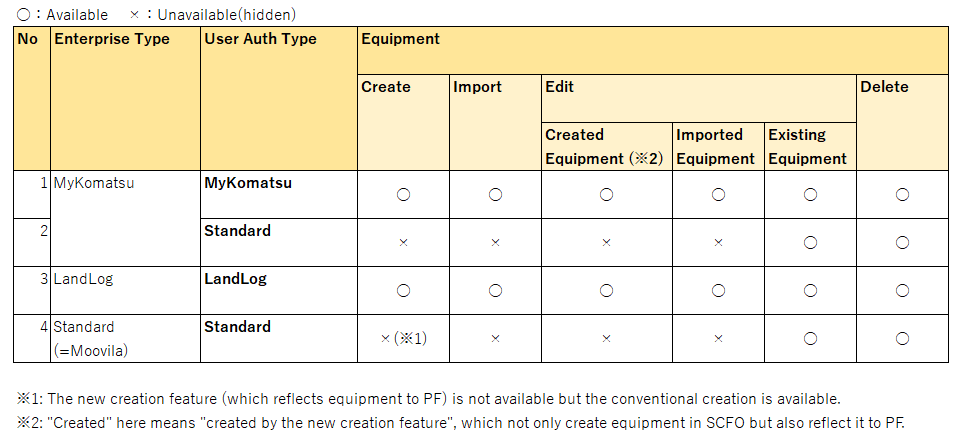 ○：Available　×：Unavailable(hidden)
No Enterprise Type User Auth Type Equipment
Create Import Edit Delete
Created Equipment (※2) Imported Equipment Existing Equipment
1 MyKomatsu MyKomatsu ○ ○ ○ ○ ○ ○
2 Standard × × × × ○ ○
3 LandLog LandLog ○ ○ ○ ○ ○ ○
4 Standard (=Moovila) Standard ×(※1) × × × ○ ○
※1: The new creation feature (which reflects equipment to PF) is not available but the conventional creation is available.
※2: "Created" here means "created by the new creation feature", which not only create equipment in SCFO but also reflect it to PF.